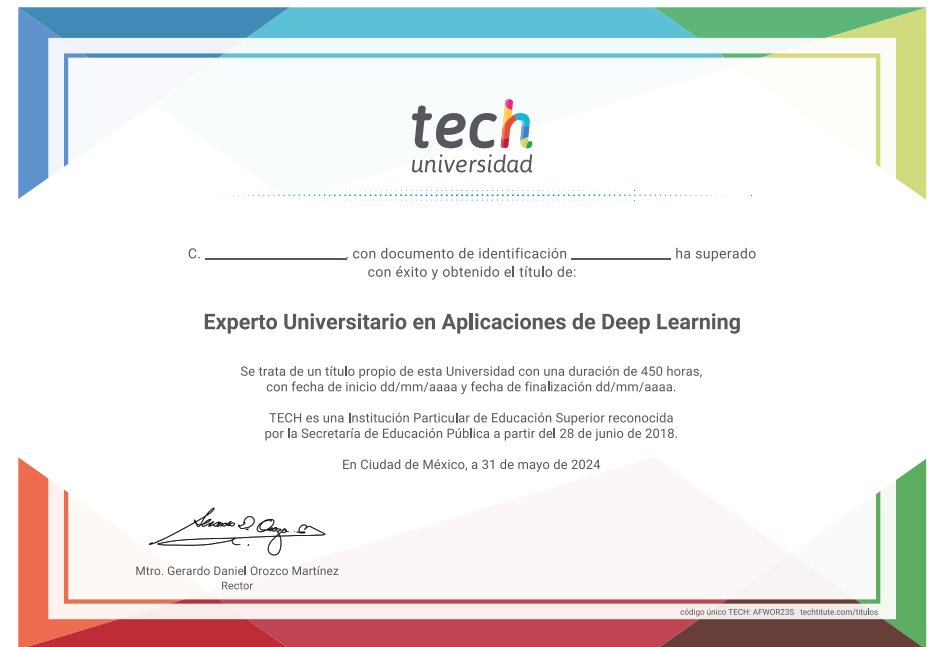 tech
universidad
C. ____________, con documento de identificación ____________ ha superado
con éxito y obtenido el título de:
Experto Universitario en Aplicaciones de Deep Learning
Se trata de un título propio de esta Universidad con una duración de 450 horas,
con fecha de inicio dd/mm/aaaa y fecha de finalización dd/mm/aaaa.
TECH es una Institución Particular de Educación Superior reconocida
por la Secretaría de Educación Pública a partir del 28 de junio de 2018.
En Ciudad de México, a 31 de mayo de 2024
Mtro. Gerardo Daniel Orozco Martínez
Rector
código único TECH: AFWOR23S techtitute.com/titulos